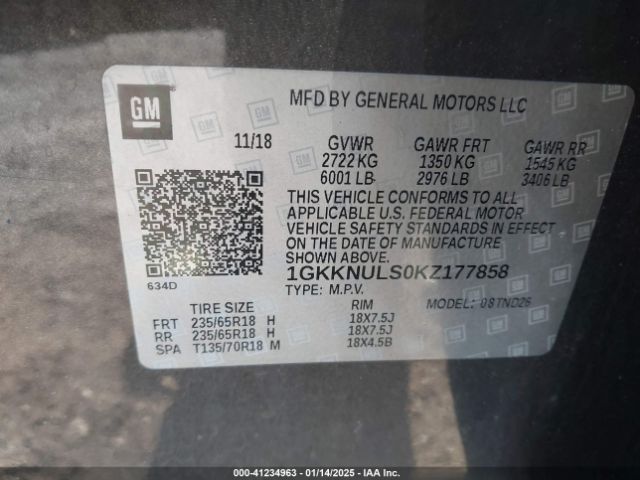 GM
MFD BY GENERAL MOTORS LLC
11/18 GVWR GAWR FRT GAWR RR
2722 KG 1350 KG 1545 KG
6001 LB 2976 LB 3406 LB
THIS VEHICLE CONFORMS TO ALL
APPLICABLE U.S. FEDERAL MOTOR
VEHICLE SAFETY STANDARDS IN EFFECT
ON THE DATE OF MANUFACTURE
SHOWN ABOVE.
1GKKNULS0KZ177858
TYPE: M.P.V. MODEL:
634D
TIRE SIZE RIM
FRT 235/65R18 H 18X7.5J
RR 235/65R18 H 18X7.5J
SPA T135/70R18 M 18X4.5B
000-41234963 - 01/14/2025 - IAA Inc.